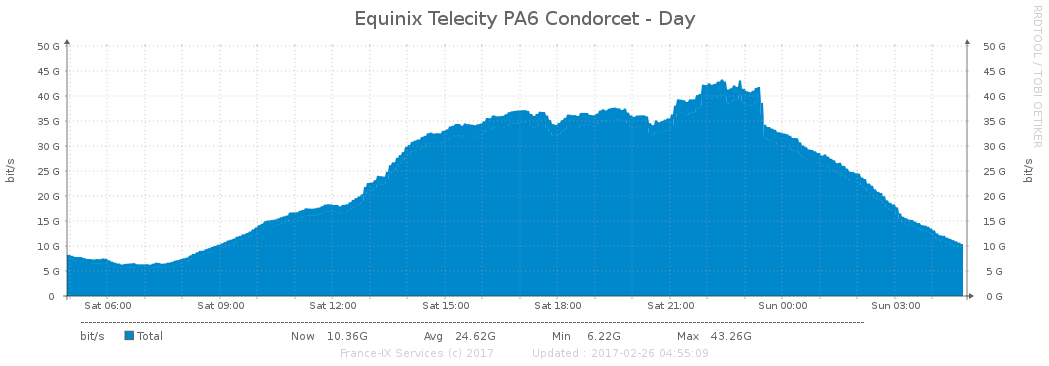 Equinix Telecity PA6 Condorcet - Day
RRDTOOL / TOBI OETIKER
bit/s
50 G 50 G
45 G 45 G
40 G 40 G
35 G 35 G
30 G 30 G
25 G 25 G
20 G 20 G
15 G 15 G
10 G 10 G
5 G 5 G
0 0 G
bit/s
Sat 06:00 Sat 09:00 Sat 12:00 Sat 15:00 Sat 18:00 Sat 21:00 Sun 00:00 Sun 03:00
bit/s Total Now 10.36G Avg 24.62G Min 6.22G Max 43.26G
France-IX Services (c) 2017 Updated : 2017-02-26 04:55:09